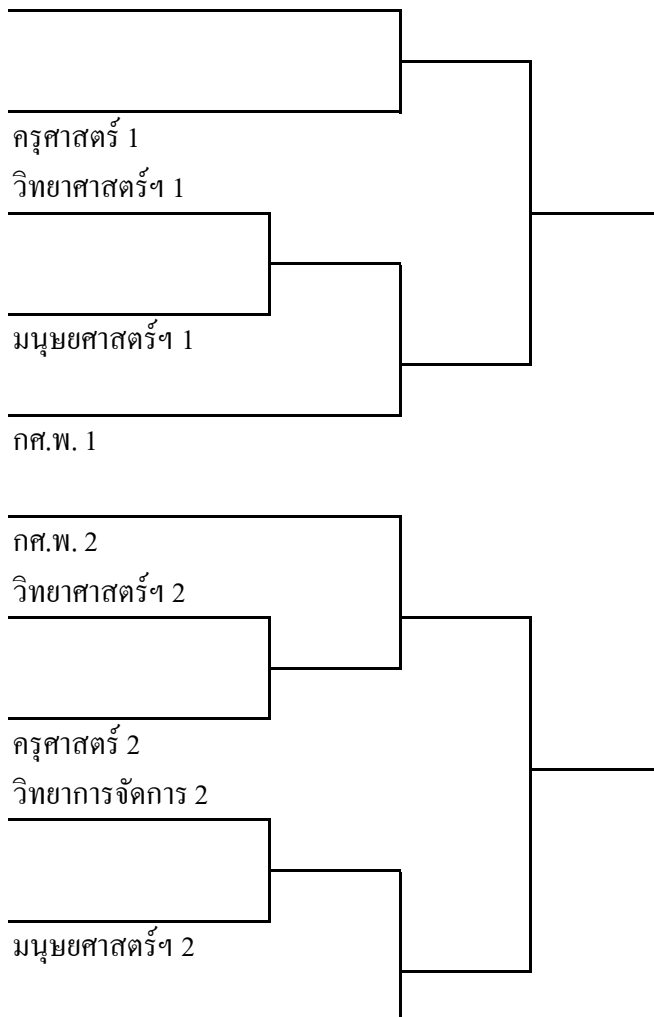 ครุศาสตร์ 1
วิทยาศาสตร์ฯ 1
มนุษยศาสตร์ฯ 1
กศ.พ. 1
กศ.พ. 2
วิทยาศาสตร์ฯ 2
ครุศาสตร์ 2
วิทยาการจัดการ 2
มนุษยศาสตร์ฯ 2